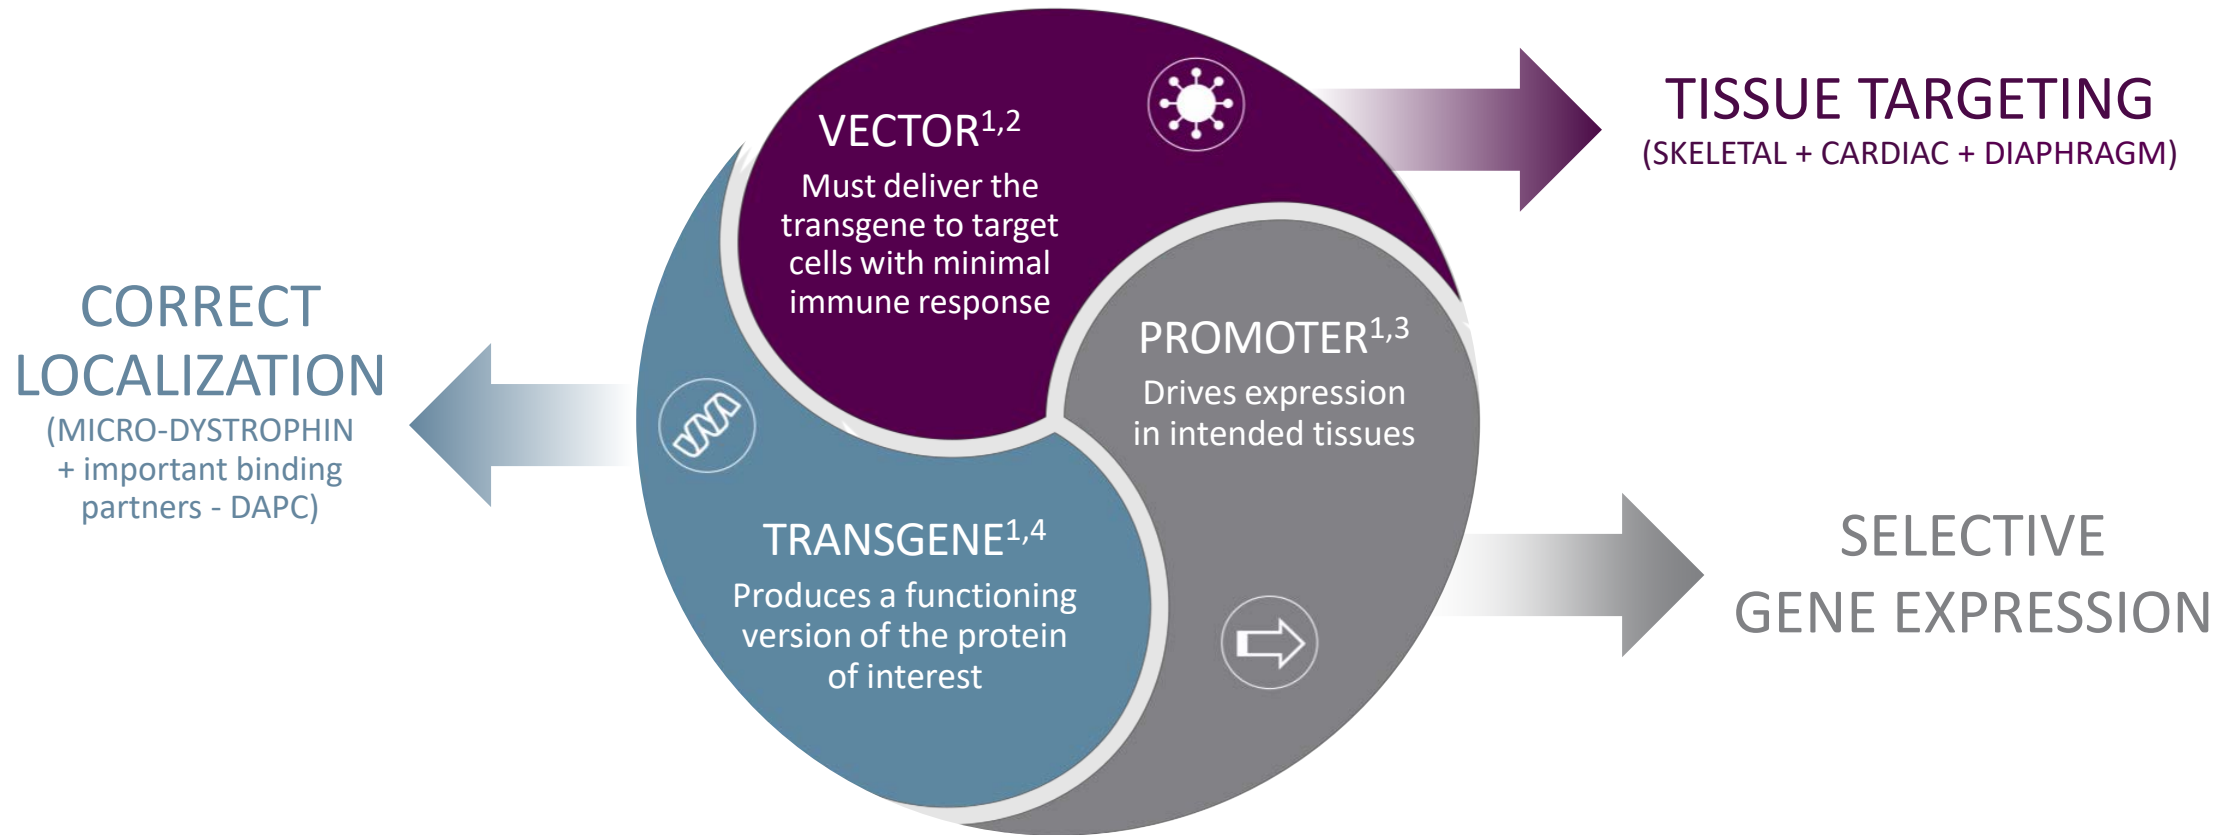 VECTOR1,2
Must deliver the
transgene to target
cells with minimal
immune response
TISSUE TARGETING
(SKELETAL + CARDIAC + DIAPHRAGM)
CORRECT
LOCALIZATION
(MICRO-DYSTROPHIN
+ important binding
partners - DAPC)
PROMOTER1,3
Drives expression
in intended tissues
TRANSGENE1,4
Produces a functioning
version of the protein
of interest
SELECTIVE
GENE EXPRESSION